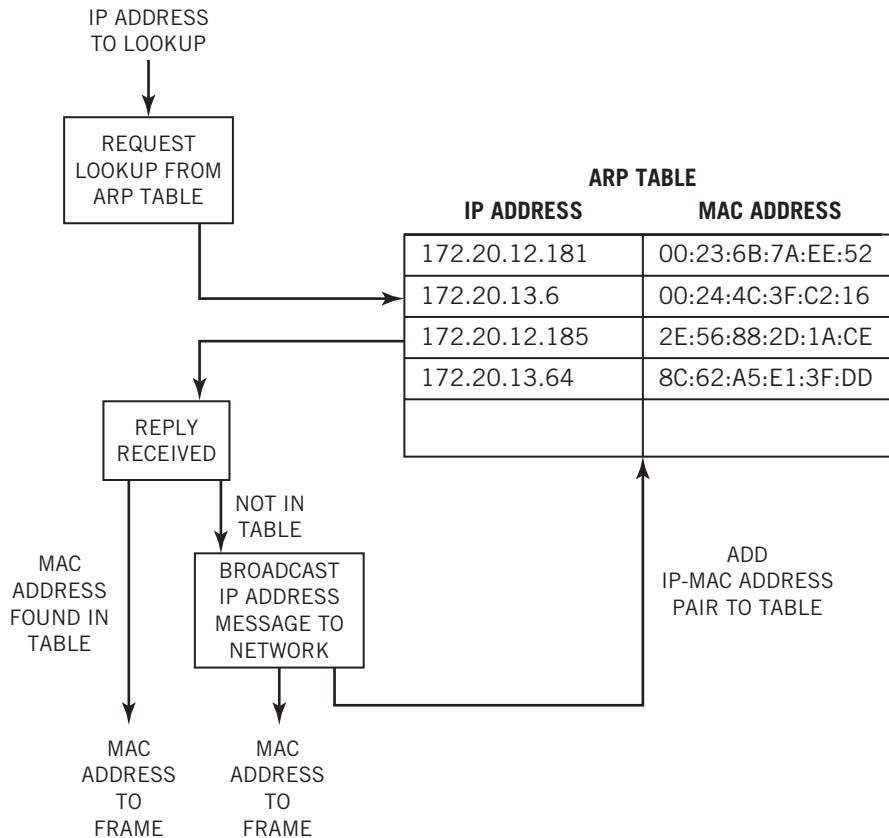 IP ADDRESS
TO LOOKUP
REQUEST
LOOKUP FROM
ARP TABLE
ARP TABLE
IP ADDRESS MAC ADDRESS
172.20.12.181 00:23:6B:7A:EE:52
172.20.13.6 00:24:4C:3F:C2:16
172.20.12.185 2E:56:88:2D:1A:CE
172.20.13.64 8C:62:A5:E1:3F:DD
REPLY
RECEIVED
NOT IN
TABLE
MAC
ADDRESS
FOUND IN
TABLE
BROADCAST
IP ADDRESS
MESSAGE TO
NETWORK
ADD
IP-MAC ADDRESS
PAIR TO TABLE
MAC
ADDRESS
TO
FRAME
MAC
ADDRESS
TO
FRAME